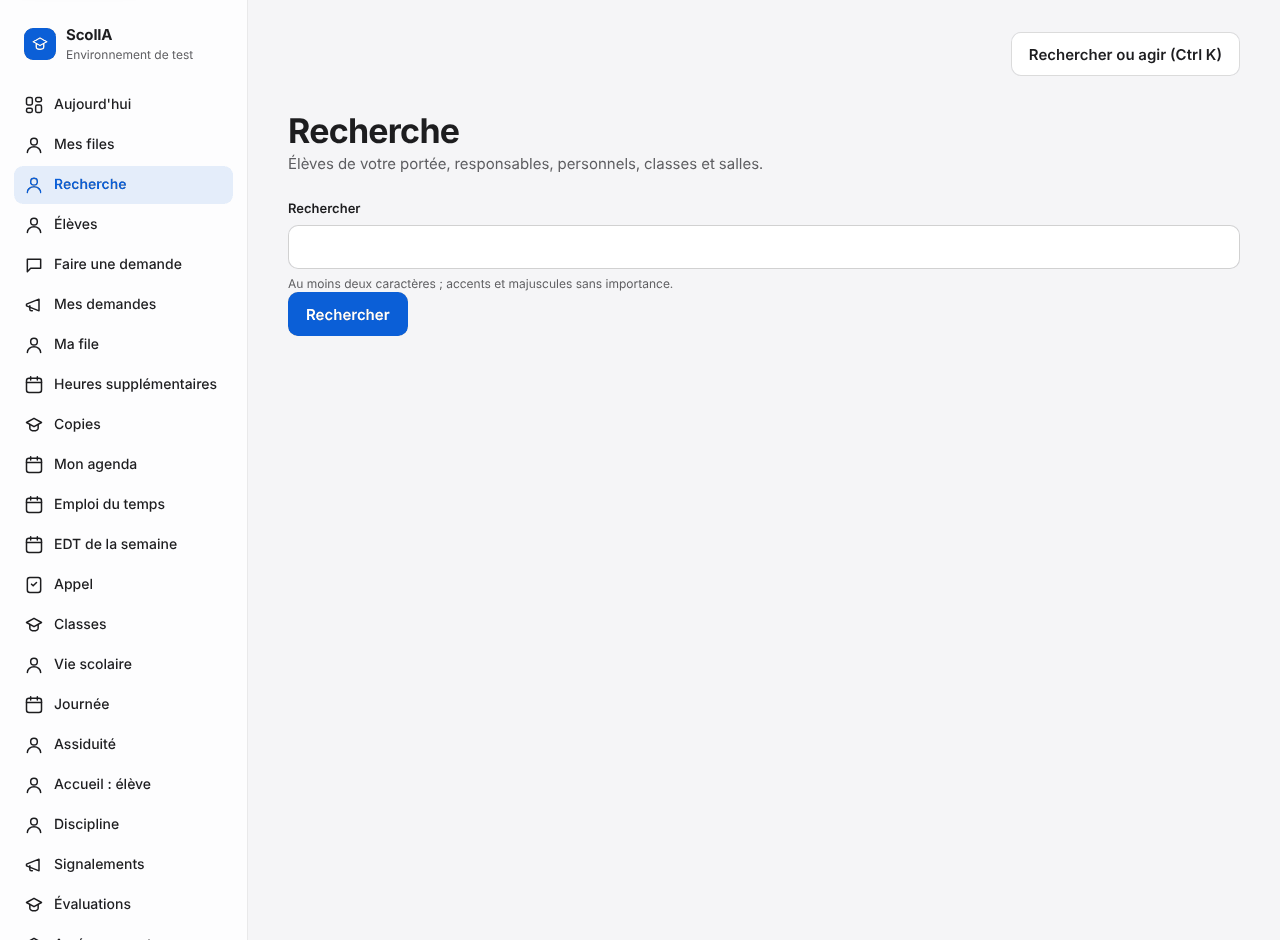 ScolIA
Environnement de test
Rechercher ou agir (Ctrl K)
Aujourd'hui
Mes files
Recherche
Élèves
Faire une demande
Mes demandes
Ma file
Heures supplémentaires
Copies
Mon agenda
Emploi du temps
EDT de la semaine
Appel
Classes
Vie scolaire
Journée
Assiduité
Accueil : élève
Discipline
Signalements
Évaluations
Recherche
Élèves de votre portée, responsables, personnels, classes et salles.
Rechercher
Au moins deux caractères ; accents et majuscules sans importance.
Rechercher